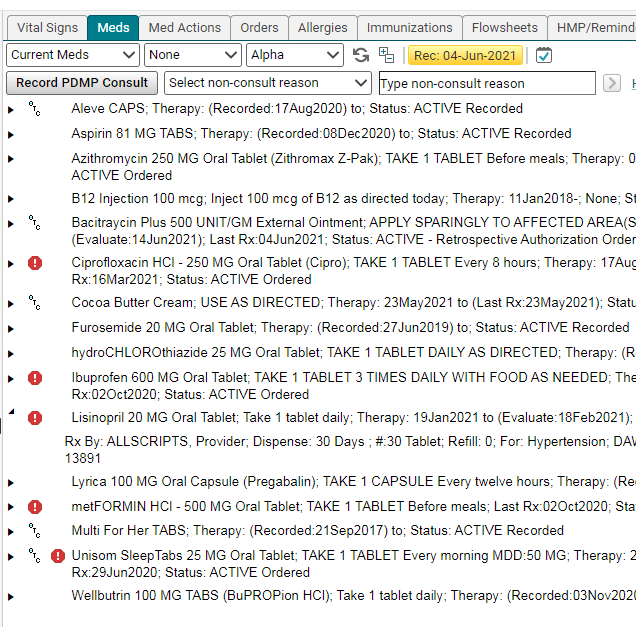 Vital Signs Meds Med Actions Orders Allergies Immunizations Flowsheets HMP/Remind
Current Meds None Alpha Rec: 04-Jun-2021
Record PDMP Consult Select non-consult reason Type non-consult reason
Aleve CAPS; Therapy: (Recorded:17Aug2020) to; Status: ACTIVE Recorded
Aspirin 81 MG TABS; Therapy: (Recorded:08Dec2020) to; Status: ACTIVE Recorded
Azithromycin 250 MG Oral Tablet (Zithromax Z-Pak); TAKE 1 TABLET Before meals; Therapy: 0
ACTIVE Ordered
B12 Injection 100 mcg; Inject 100 mcg of B12 as directed today; Therapy: 11Jan2018-; None; St
Bacitraycin Plus 500 UNIT/GM External Ointment; APPLY SPARINGLY TO AFFECTED AREA(S
(Evaluate:14Jun2021); Last Rx:04Jun2021; Status: ACTIVE - Retrospective Authorization Order
Ciprofloxacin HCl - 250 MG Oral Tablet (Cipro); TAKE 1 TABLET Every 8 hours; Therapy: 17Aug
Rx:16Mar2021; Status: ACTIVE Ordered
Cocoa Butter Cream; USE AS DIRECTED; Therapy: 23May2021 to (Last Rx:23May2021); Statu
Furosemide 20 MG Oral Tablet; Therapy: (Recorded:27Jun2019) to; Status: ACTIVE Recorded
hydroCHLOROthiazide 25 MG Oral Tablet; TAKE 1 TABLET DAILY AS DIRECTED; Therapy: (R
Ibuprofen 600 MG Oral Tablet; TAKE 1 TABLET 3 TIMES DAILY WITH FOOD AS NEEDED; The
Rx:02Oct2020; Status: ACTIVE Ordered
Lisinopril 20 MG Oral Tablet; Take 1 tablet daily; Therapy: 19Jan2021 to (Evaluate:18Feb2021);
Rx By: ALLSCRIPTS, Provider; Dispense: 30 Days ; #:30 Tablet; Refill: 0; For: Hypertension; DAW
13891
Lyrica 100 MG Oral Capsule (Pregabalin); TAKE 1 CAPSULE Every twelve hours; Therapy: (Rec
metFORMIN HCl - 500 MG Oral Tablet; TAKE 1 TABLET Before meals; Last Rx:02Oct2020; Sta
Multi For Her TABS; Therapy: (Recorded:21Sep2017) to; Status: ACTIVE Recorded
Unisom SleepTabs 25 MG Oral Tablet; TAKE 1 TABLET Every morning MDD:50 MG; Therapy: 2
Rx:29Jun2020; Status: ACTIVE Ordered
Wellbutrin 100 MG TABS (BuPROPion HCl); Take 1 tablet daily; Therapy: (Recorded:03Nov2020